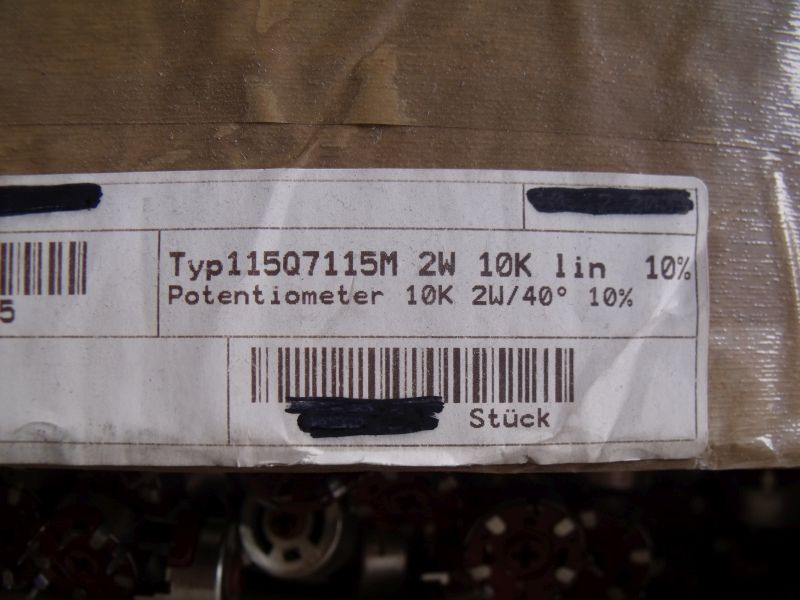 Typ115Q7115M 2W 10K lin 10%
Potentiometer 10K 2W/40° 10%
5
Stück